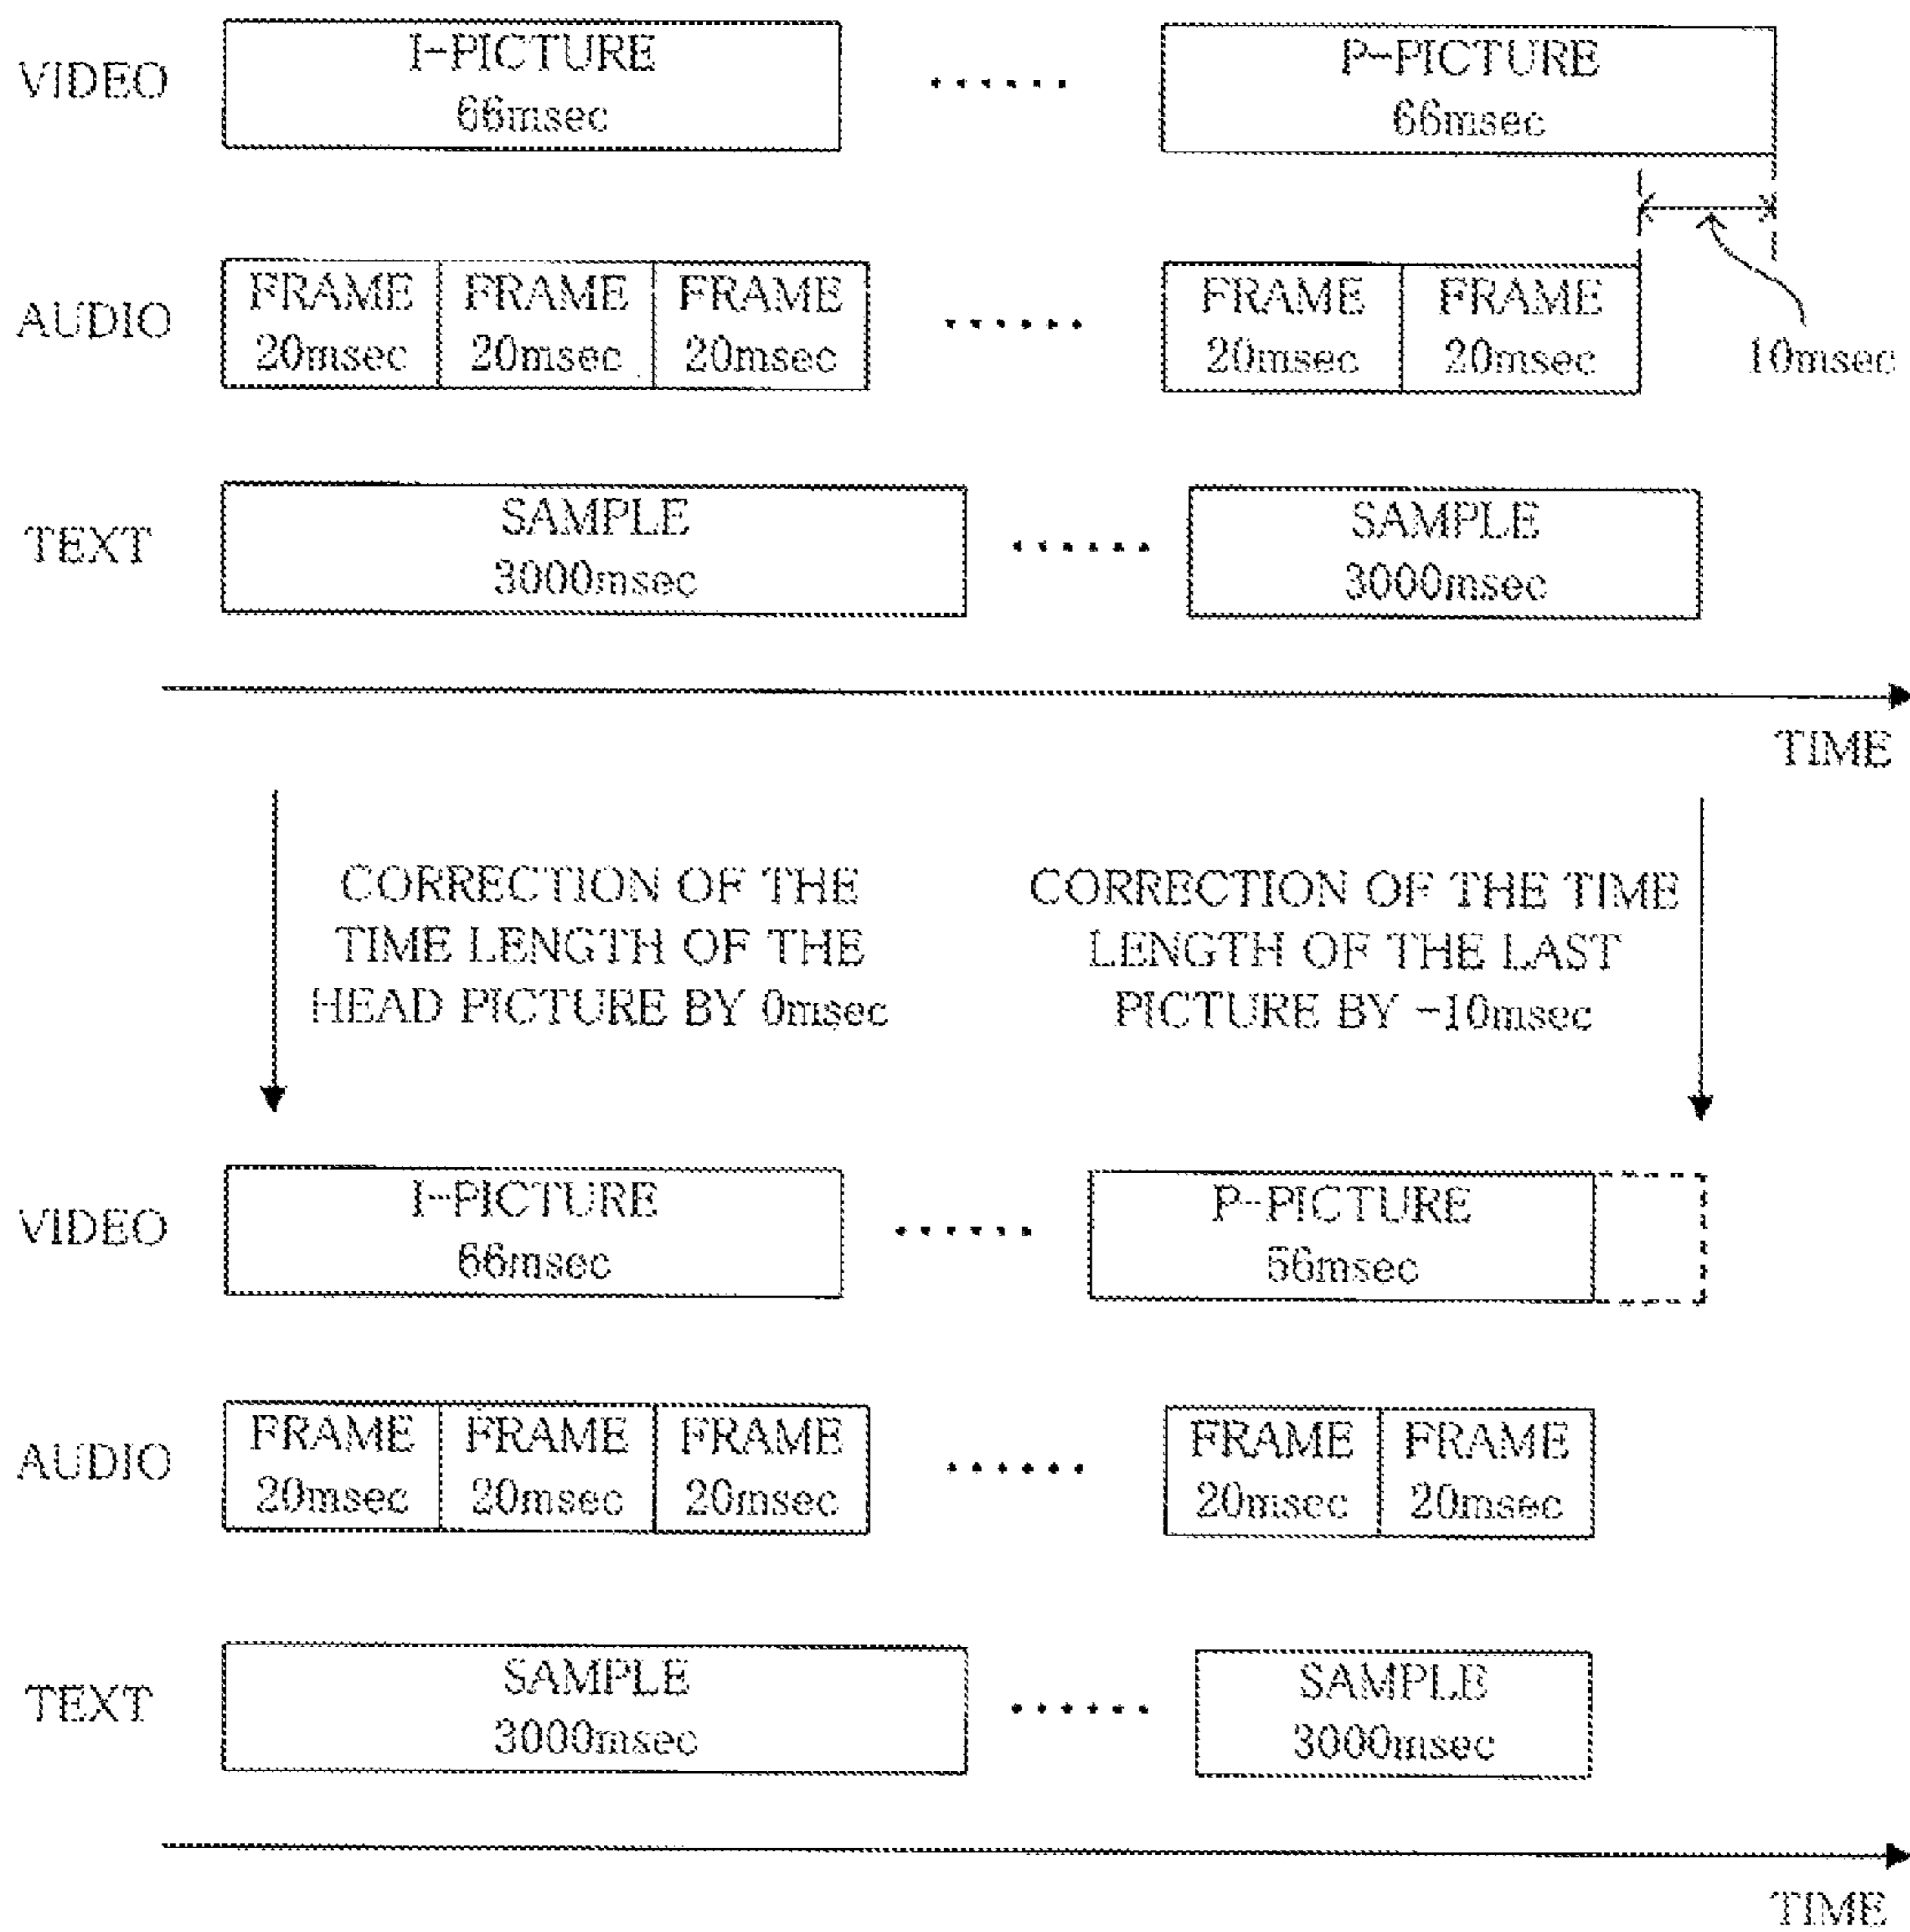 VIDEO
I-PICTURE
66msec
P-PICTURE
66msec
AUDIO
FRAME
20msec
FRAME
20msec
FRAME
20msec
FRAME
20msec
FRAME
20msec
10msec
TEXT
SAMPLE
3000msec
SAMPLE
3000msec
TIME
CORRECTION OF THE
TIME LENGTH OF THE
HEAD PICTURE BY 0msec
CORRECTION OF THE TIME
LENGTH OF THE LAST
PICTURE BY -10msec
VIDEO
I-PICTURE
66msec
P-PICTURE
56msec
AUDIO
FRAME
20msec
FRAME
20msec
FRAME
20msec
FRAME
20msec
FRAME
20msec
TEXT
SAMPLE
3000msec
SAMPLE
3000msec
TIME